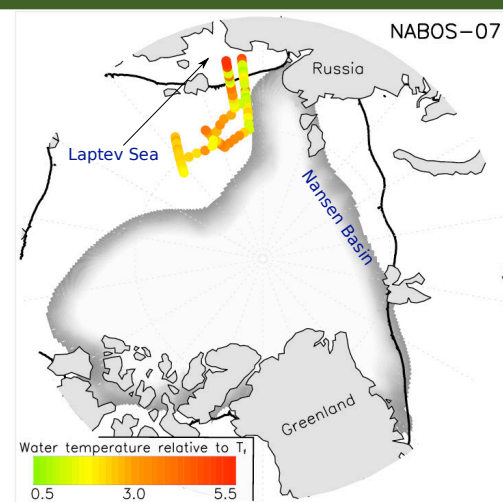 NABOS-07
Russia
Laptev Sea
Nansen Basin
Greenland
Water temperature relative to Tf
0.5 3.0 5.5